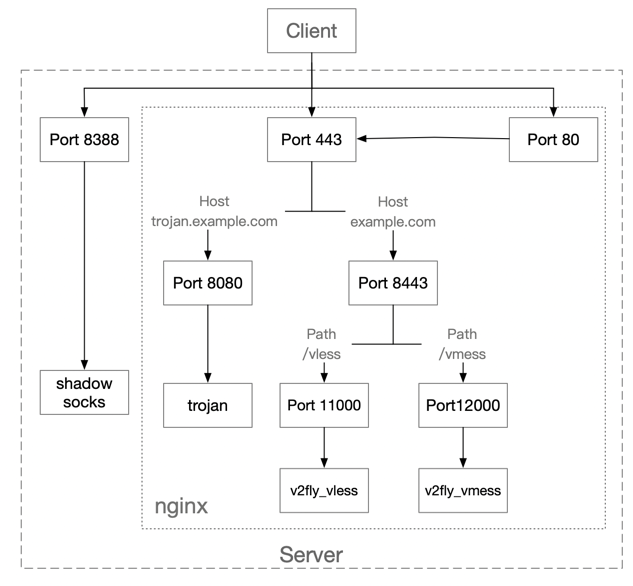 Client
Port 8388
Port 443
Port 80
Host
trojan.example.com
Host
example.com
Port 8080
Port 8443
Path
/vless
Path
/vmess
shadow
socks
trojan
Port 11000
Port12000
v2fly_vless
v2fly_vmess
nginx
Server